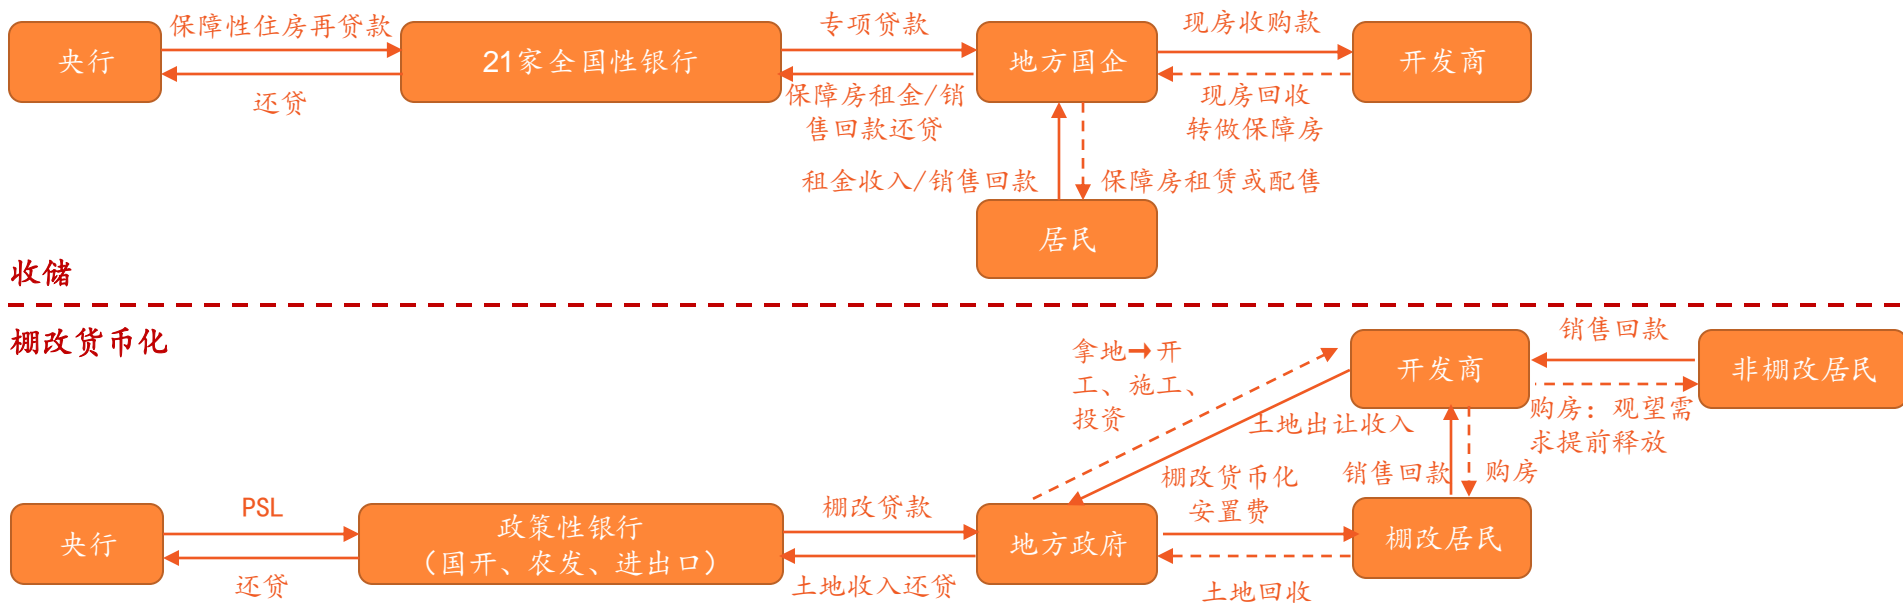 保障性住房再贷款
专项贷款
现房收购款
央行
21家全国性银行
地方国企
开发商
还贷
保障房租金/销
售回款还贷
现房回收
转做保障房
租金收入/销售回款
保障房租赁或配售
居民
收储
棚改货币化
拿地➞开
工、施工、
投资
开发商
销售回款
非棚改居民
土地出让收入
购房：观望需
求提前释放
销售回款
购房
PSL
棚改贷款
棚改货币化
安置费
央行
政策性银行
（国开、农发、进出口）
地方政府
棚改居民
还贷
土地收入还贷
土地回收